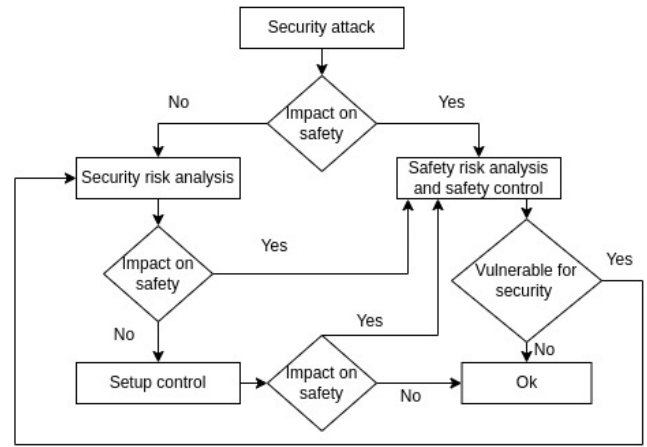 Security attack
No
Impact on
safety
Yes
Security risk analysis
Safety risk analysis
and safety control
Impact on
safety
Yes
Vulnerable for
security
Yes
No
Yes
No
Setup control
Impact on
safety
No
Ok